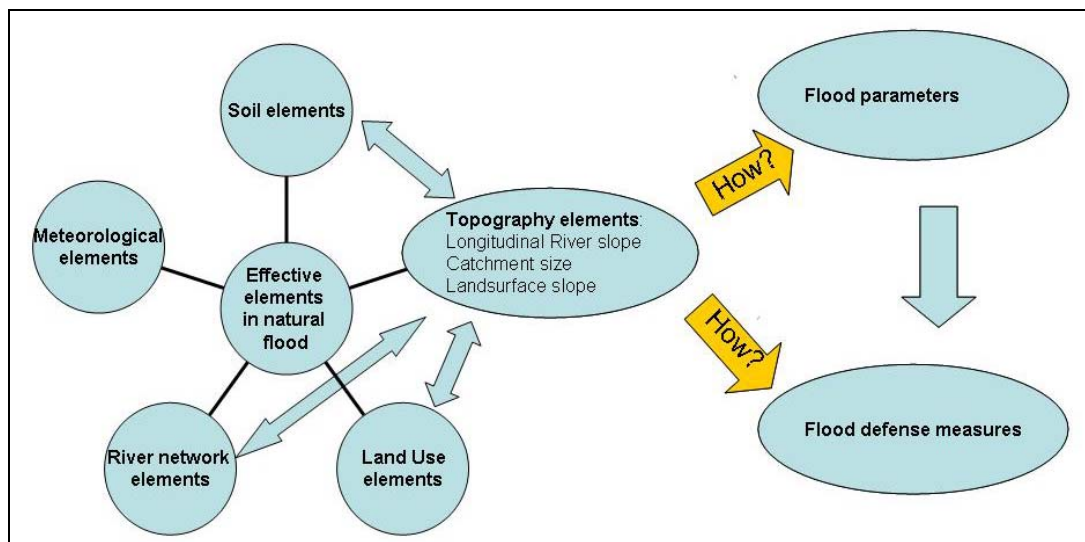 Soil elements
Meteorological
elements
Effective
elements
in natural
flood
River network
elements
Land Use
elements
Topography elements:
Longitudinal River slope
Catchment size
Landsurface slope
How?
How?
Flood parameters
Flood defense measures